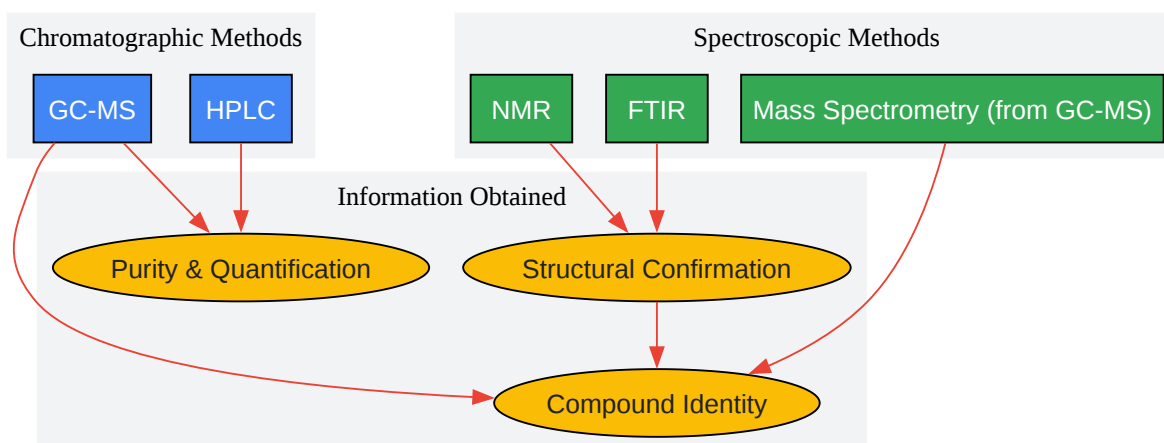 Chromatographic Methods
Spectroscopic Methods
GC-MS
HPLC
NMR
FTIR
Mass Spectrometry (from GC-MS)
Information Obtained
Purity & Quantification
Structural Confirmation
Compound Identity